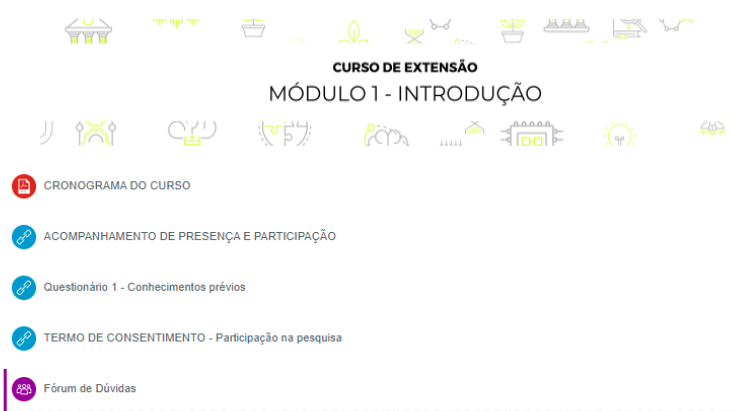 CURSO DE EXTENSÃO
MÓDULO 1 - INTRODUÇÃO
CRONOGRAMA DO CURSO
ACOMPANHAMENTO DE PRESENÇA E PARTICIPAÇÃO
Questionário 1 - Conhecimentos prévios
TERMO DE CONSENTIMENTO - Participação na pesquisa
Fórum de Dúvidas